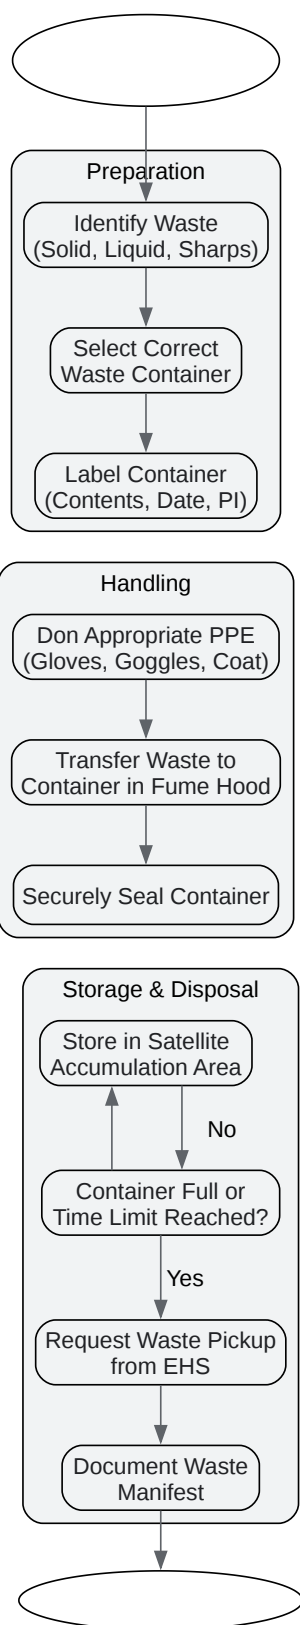 Preparation
Identify Waste
(Solid, Liquid, Sharps)
Select Correct
Waste Container
Label Container
(Contents, Date, PI)
Handling
Don Appropriate PPE
(Gloves, Goggles, Coat)
Transfer Waste to
Container in Fume Hood
Securely Seal Container
Storage & Disposal
Store in Satellite
Accumulation Area
No
Container Full or
Time Limit Reached?
Yes
Request Waste Pickup
from EHS
Document Waste
Manifest